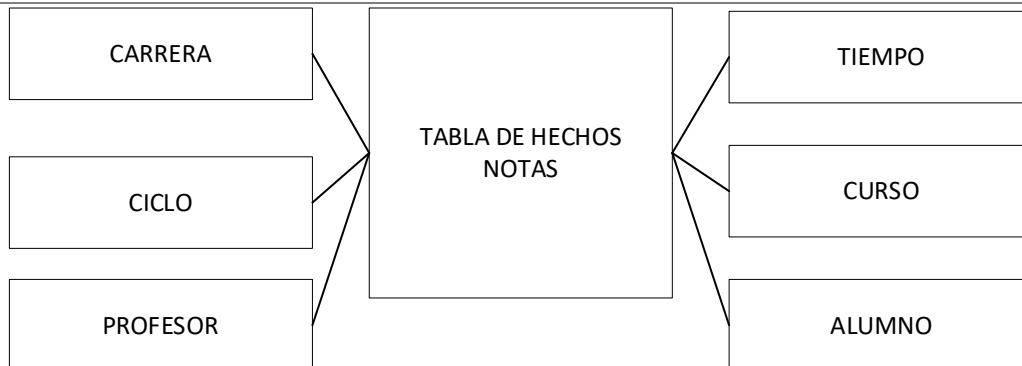 CARRERA
CICLO
PROFESOR
TABLA DE HECHOS
NOTAS
TIEMPO
CURSO
ALUMNO